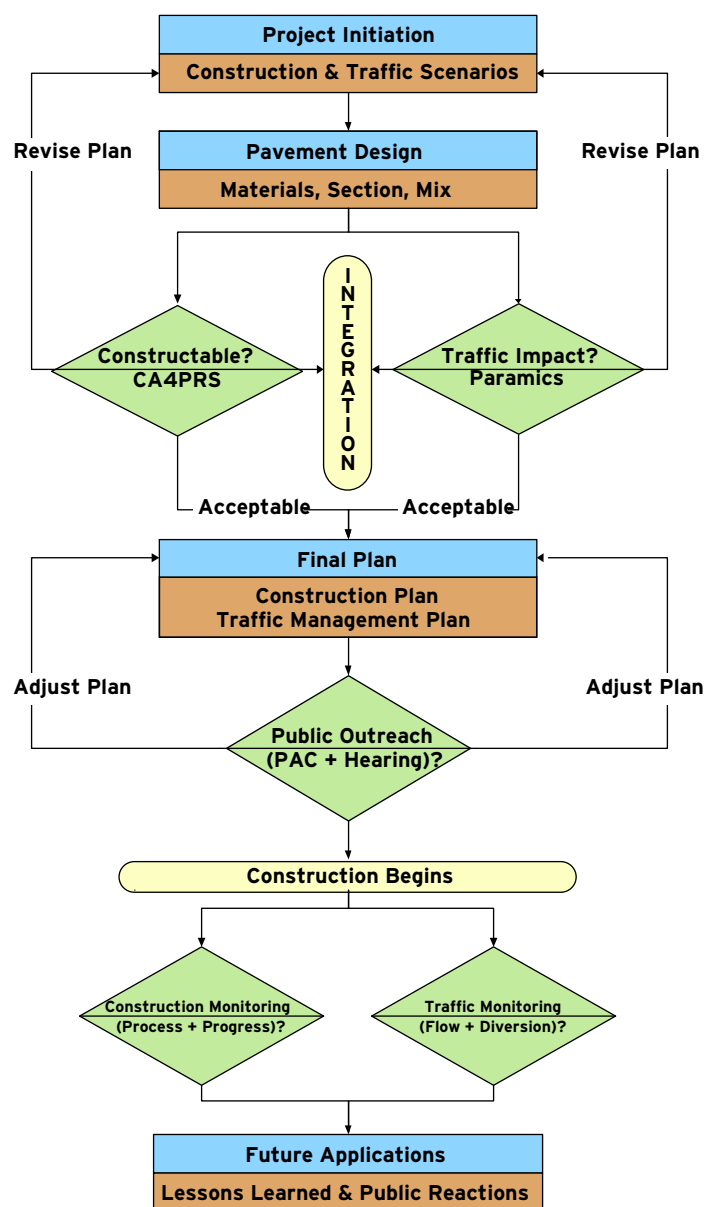 Project Initiation
Construction & Traffic Scenarios
Revise Plan
Revise Plan
Pavement Design
Materials, Section, Mix
INTEGRATION
Constructable?
CA4PRS
Traffic Impact?
Paramics
Acceptable
Acceptable
Final Plan
Construction Plan
Traffic Management Plan
Adjust Plan
Adjust Plan
Public Outreach
(PAC + Hearing)?
Construction Begins
Construction Monitoring
(Process + Progress)?
Traffic Monitoring
(Flow + Diversion)?
Future Applications
Lessons Learned & Public Reactions